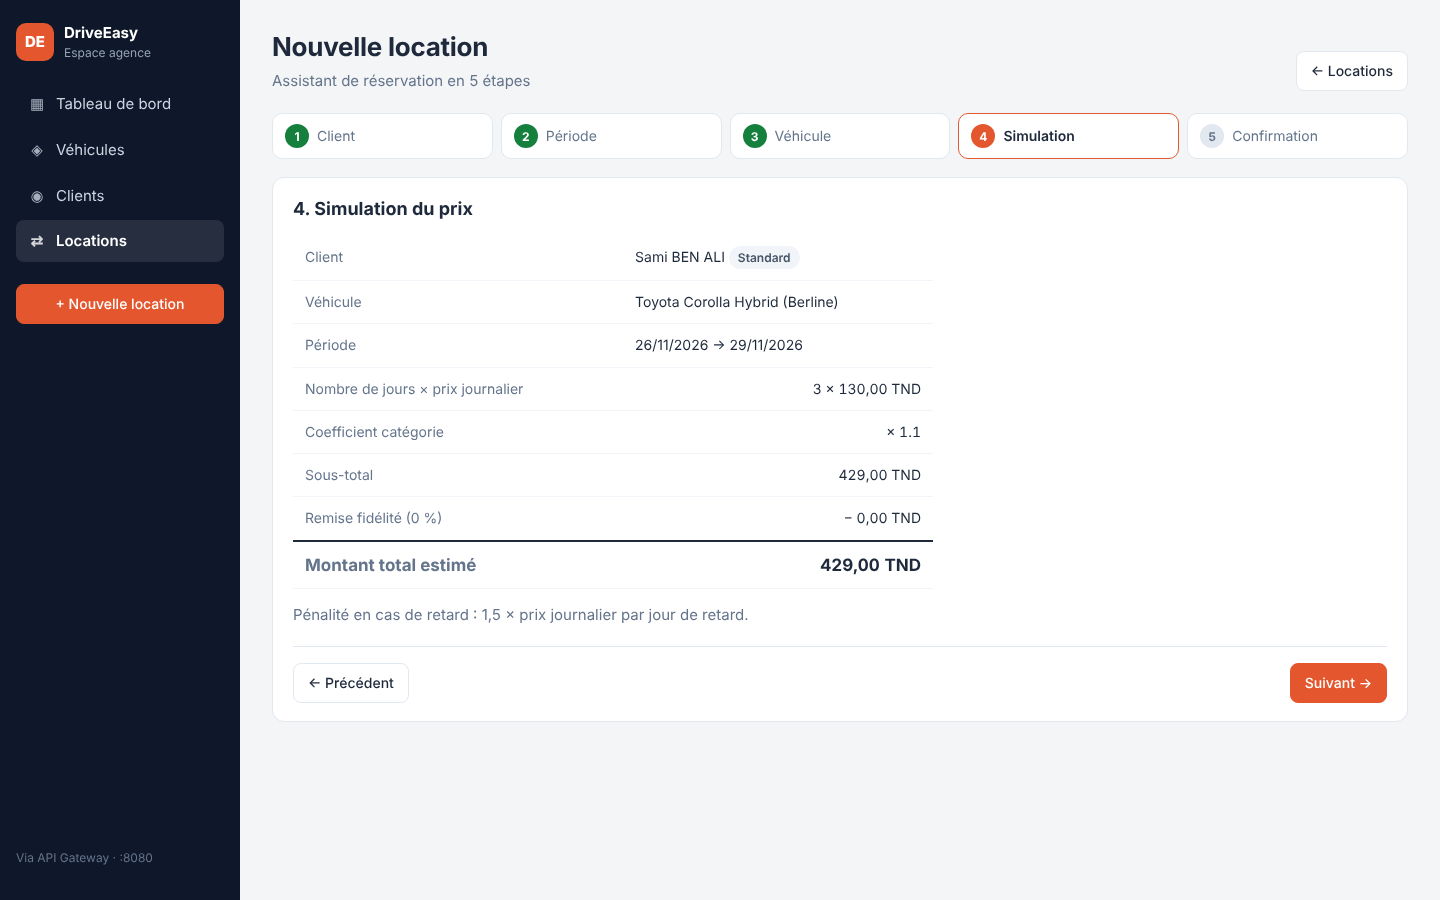 DE
DriveEasy
Espace agence
Tableau de bord
Véhicules
Clients
Locations
+ Nouvelle location
Via API Gateway · :8080
Nouvelle location
Assistant de réservation en 5 étapes
← Locations
1 Client
2 Période
3 Véhicule
4 Simulation
5 Confirmation
4. Simulation du prix
Client Sami BEN ALI Standard
Véhicule Toyota Corolla Hybrid (Berline)
Période 26/11/2026 → 29/11/2026
Nombre de jours × prix journalier 3 × 130,00 TND
Coefficient catégorie × 1.1
Sous-total 429,00 TND
Remise fidélité (0 %) − 0,00 TND
Montant total estimé 429,00 TND
Pénalité en cas de retard : 1,5 × prix journalier par jour de retard.
← Précédent
Suivant →